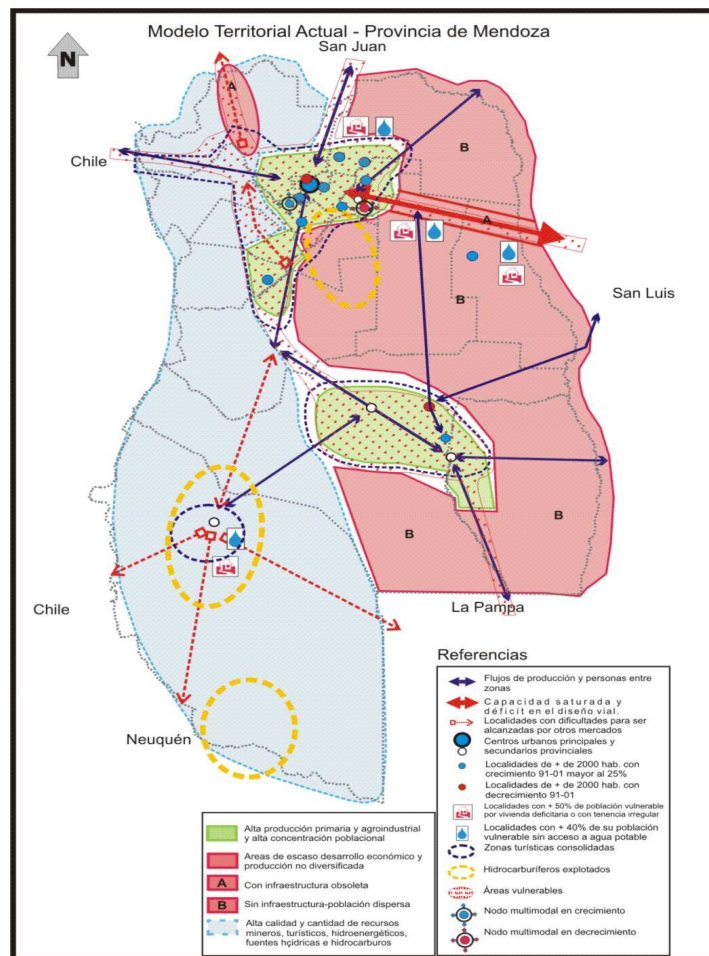 Modelo Territorial Actual - Provincia de Mendoza
San Juan
N
A
Chile
B
A
B
San Luis
B
B
La Pampa
Chile
Neuquén
Referencias
Flujos de producción y personas entre
zonas
Capacidad saturada y
déficit en el diseño vial.
Localidades con dificultades para ser
alcanzadas por otros mercados
Centros urbanos principales y
secundarios provinciales
Localidades de + de 2000 hab. con
crecimiento 91-01 mayor al 25%
Localidades de + de 2000 hab. con
decrecimiento 91-01
Localidades con + 50% de población vulnerable
por vivienda deficitaria o con tenencia irregular
Localidades con + 40% de su población
vulnerable sin acceso a agua potable
Zonas turísticas consolidadas
Hidrocarburíferos explotados
Áreas vulnerables
Nodo multimodal en crecimiento
Nodo multimodal en decrecimiento
Alta producción primaria y agroindustrial
y alta concentración poblacional
Areas de escaso desarrollo económico y
producción no diversificada
A
Con infraestructura obsoleta
B
Sin infraestructura-población dispersa
Alta calidad y cantidad de recursos
mineros, turísticos, hidroenergéticos,
fuentes hçidricas e hidrocarburos